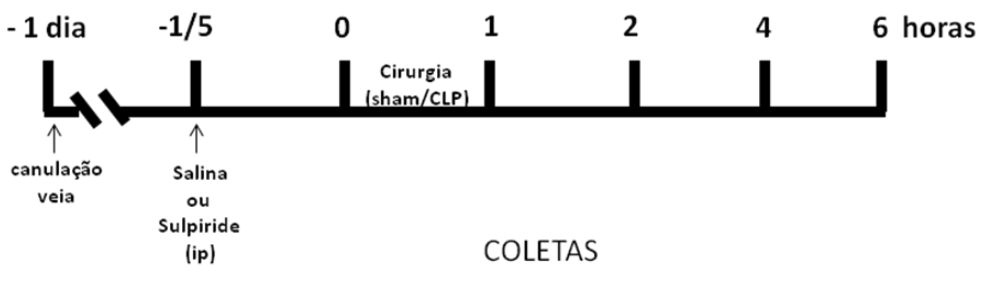 - 1 dia -1/5 0 1 2 4 6 horas
Cirurgia
(sham/CLP)
canulação
veia
Salina
ou
Sulpiride
(ip)
COLETAS